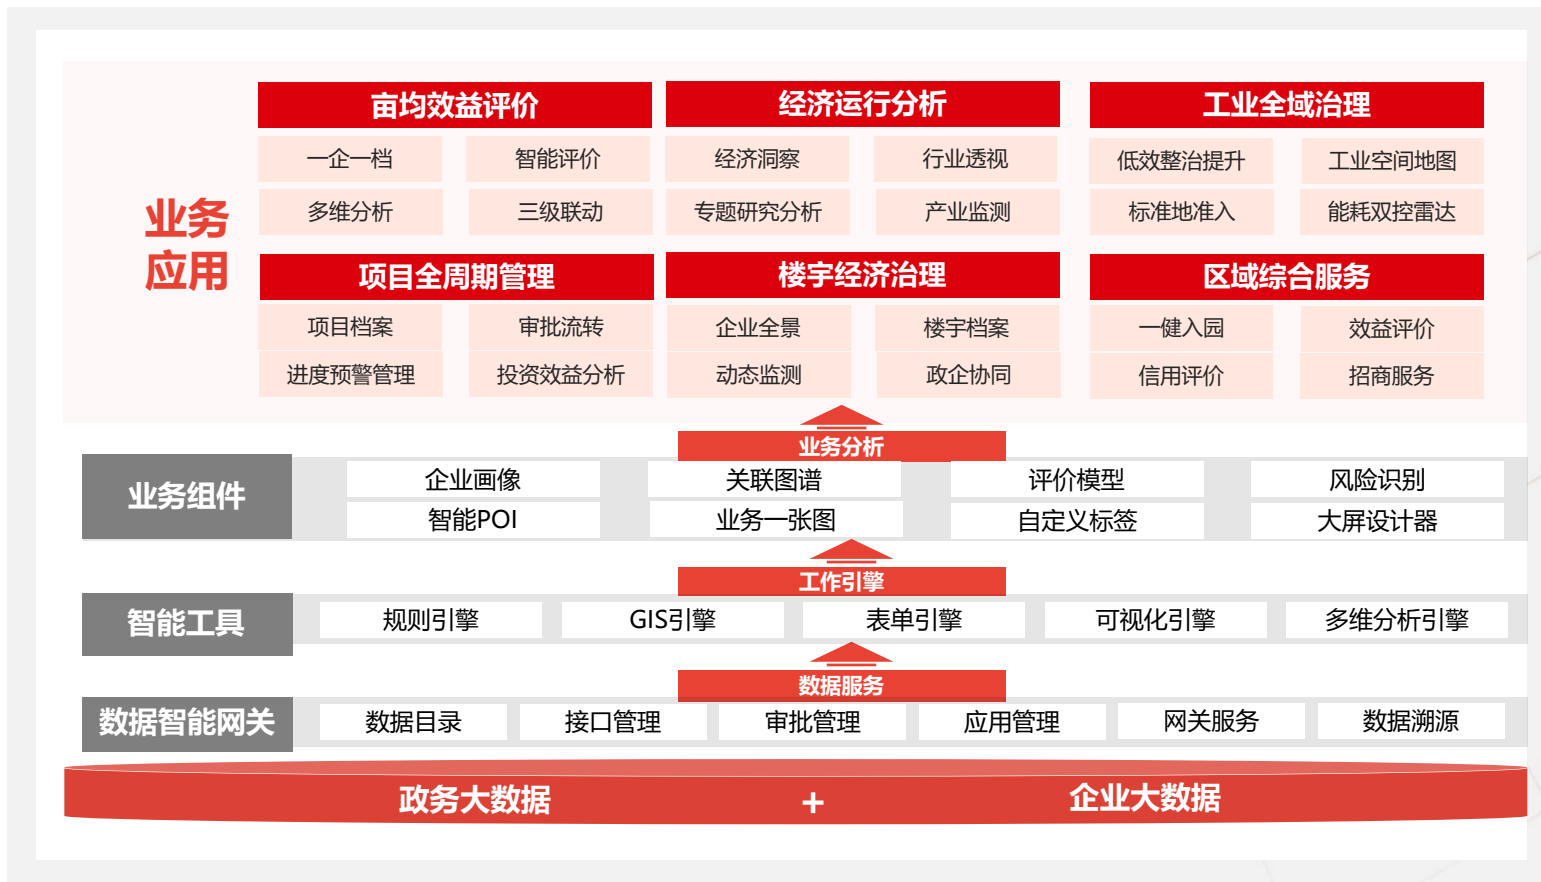 业务
应用
亩均效益评价
一企一档
智能评价
多维分析
三级联动
经济运行分析
经济洞察
行业透视
专题研究分析
产业监测
工业全域治理
低效整治提升
工业空间地图
标准地准入
能耗双控雷达
项目全周期管理
项目档案
审批流转
进度预警管理
投资效益分析
楼宇经济治理
企业全景
楼宇档案
动态监测
政企协同
区域综合服务
一健入园
效益评价
信用评价
招商服务
业务分析
业务组件
企业画像
关联图谱
评价模型
风险识别
智能POI
业务一张图
自定义标签
大屏设计器
工作引擎
智能工具
规则引擎
GIS引擎
表单引擎
可视化引擎
多维分析引擎
数据服务
数据智能网关
数据目录
接口管理
审批管理
应用管理
网关服务
数据溯源
政务大数据
+
企业大数据